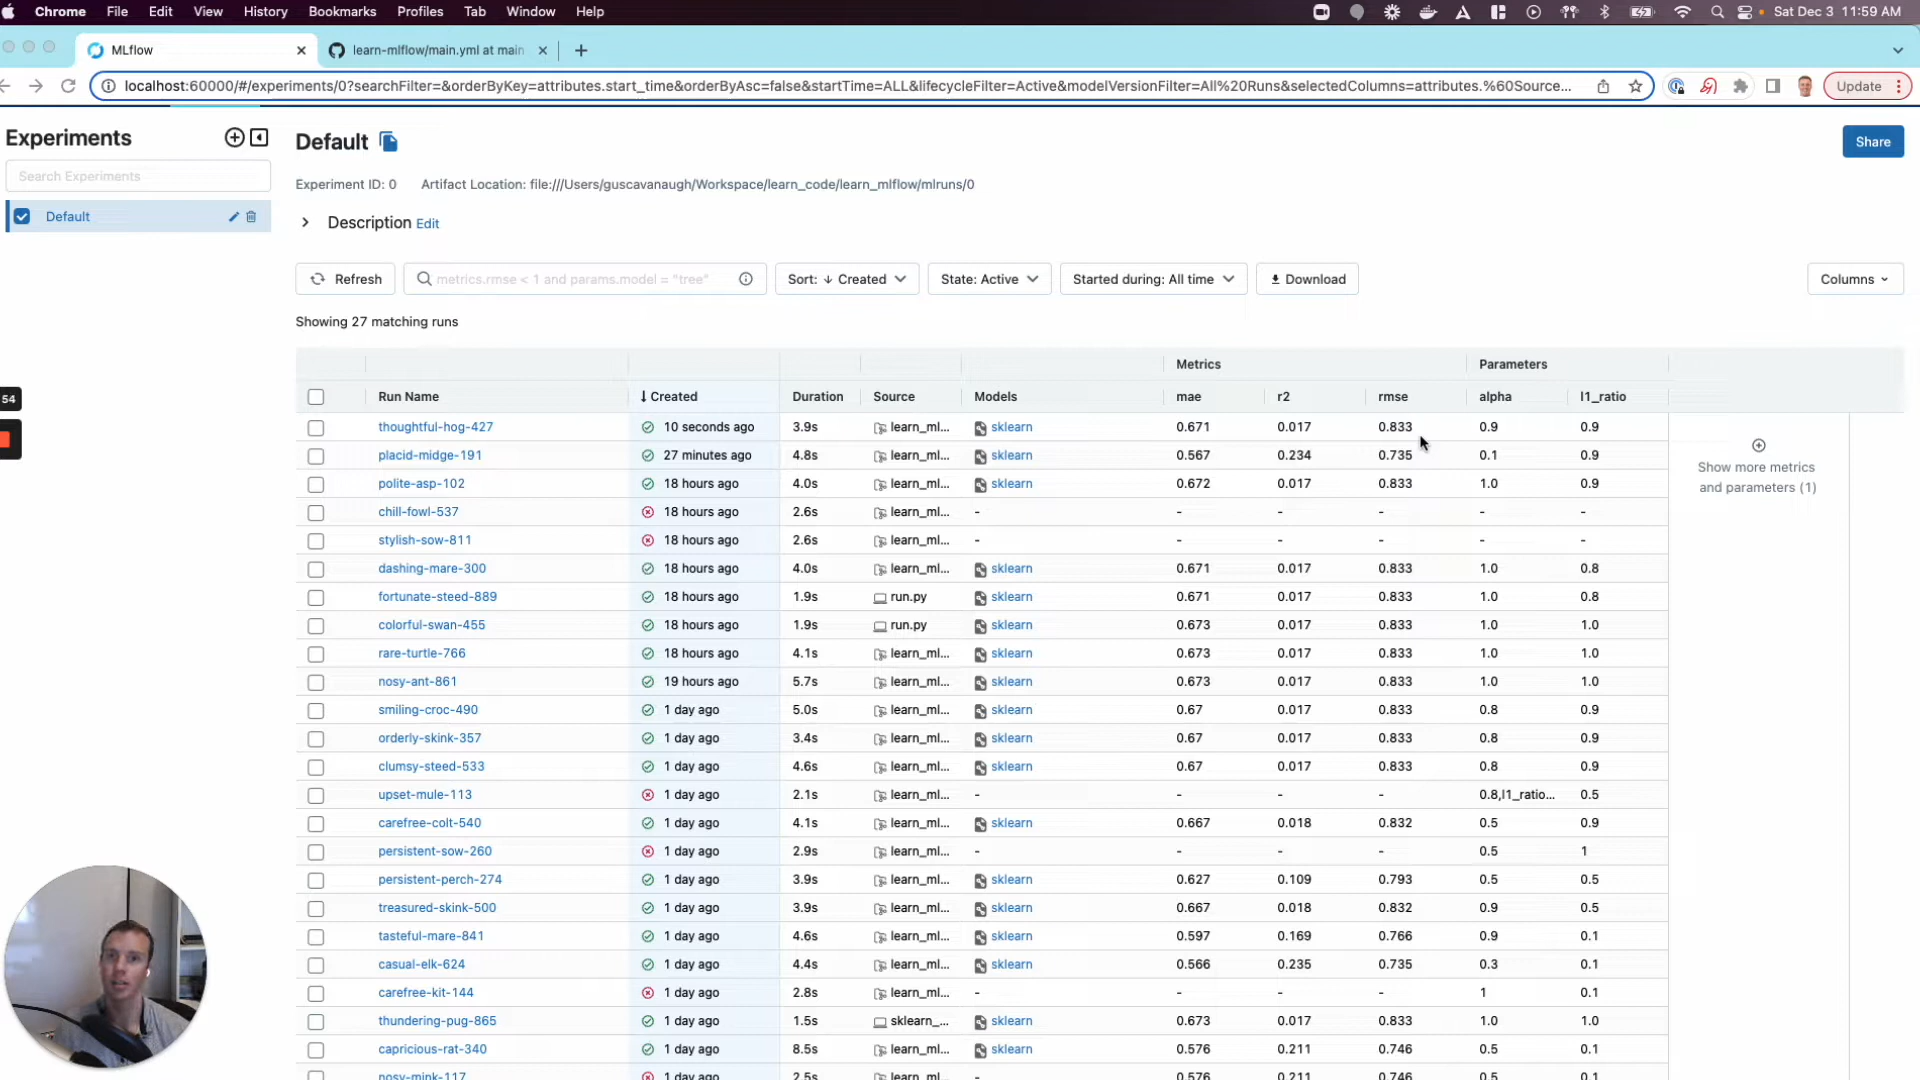 Chrome File Edit View History Bookmarks Profiles Tab Window Help Sat Dec 3 11:59 AM
MLflow learn-mlflow/main.yml at main
localhost:60000/#/experiments/0?searchFilter=&orderByKey=attributes.start_time&orderByAsc=false&startTime=ALL&lifecycleFilter=Active&modelVersionFilter=All%20Runs&selectedColumns=attributes.%60Source... Update
Experiments
Search Experiments
Default
Default Share
Experiment ID: 0 Artifact Location: file:///Users/guscavanaugh/Workspace/learn_code/learn_mlflow/mlruns/0
Description Edit
Refresh metrics.rmse < 1 and params.model = "tree" Sort: ↓ Created State: Active Started during: All time Download Columns
Showing 27 matching runs
Metrics Parameters
Run Name ↓ Created Duration Source Models mae r2 rmse alpha l1_ratio
54
thoughtful-hog-427 10 seconds ago 3.9s learn_ml... sklearn 0.671 0.017 0.833 0.9 0.9
placid-midge-191 27 minutes ago 4.8s learn_ml... sklearn 0.567 0.234 0.735 0.1 0.9
polite-asp-102 18 hours ago 4.0s learn_ml... sklearn 0.672 0.017 0.833 1.0 0.9
chill-fowl-537 18 hours ago 2.6s learn_ml... - - - - - -
stylish-sow-811 18 hours ago 2.6s learn_ml... - - - - - -
dashing-mare-300 18 hours ago 4.0s learn_ml... sklearn 0.671 0.017 0.833 1.0 0.8
fortunate-steed-889 18 hours ago 1.9s run.py sklearn 0.671 0.017 0.833 1.0 0.8
colorful-swan-455 18 hours ago 1.9s run.py sklearn 0.673 0.017 0.833 1.0 1.0
rare-turtle-766 18 hours ago 4.1s learn_ml... sklearn 0.673 0.017 0.833 1.0 1.0
nosy-ant-861 19 hours ago 5.7s learn_ml... sklearn 0.673 0.017 0.833 1.0 1.0
smiling-croc-490 1 day ago 5.0s learn_ml... sklearn 0.67 0.017 0.833 0.8 0.9
orderly-skink-357 1 day ago 3.4s learn_ml... sklearn 0.67 0.017 0.833 0.8 0.9
clumsy-steed-533 1 day ago 4.6s learn_ml... sklearn 0.67 0.017 0.833 0.8 0.9
upset-mule-113 1 day ago 2.1s learn_ml... - - - - 0.8,l1_ratio... 0.5
carefree-colt-540 1 day ago 4.1s learn_ml... sklearn 0.667 0.018 0.832 0.5 0.9
persistent-sow-260 1 day ago 2.9s learn_ml... - - - - 0.5 1
persistent-perch-274 1 day ago 3.9s learn_ml... sklearn 0.627 0.109 0.793 0.5 0.5
treasured-skink-500 1 day ago 3.9s learn_ml... sklearn 0.667 0.018 0.832 0.9 0.5
tasteful-mare-841 1 day ago 4.6s learn_ml... sklearn 0.597 0.169 0.766 0.9 0.1
casual-elk-624 1 day ago 4.4s learn_ml... sklearn 0.566 0.235 0.735 0.3 0.1
carefree-kit-144 1 day ago 2.8s learn_ml... - - - - 1 0.1
thundering-pug-865 1 day ago 1.5s sklearn_... sklearn 0.673 0.017 0.833 1.0 1.0
capricious-rat-340 1 day ago 8.5s learn_ml... sklearn 0.576 0.211 0.746 0.5 0.1
nosy-mink-117 1 day ago 2.5s learn_ml... - 0.576 0.211 0.746 0.5 0.1
Show more metrics
and parameters (1)